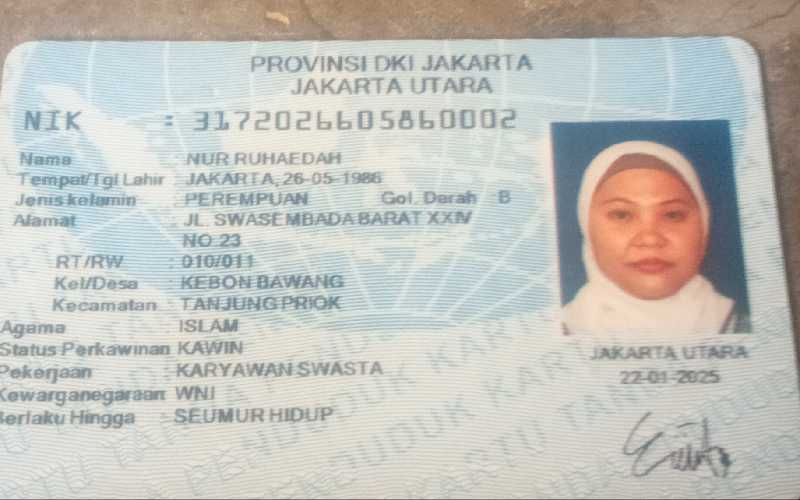 PROVINSI DKI JAKARTA
JAKARTA UTARA
NIK : 3172026605860002
Nama : NUR RUHAEDAH
Tempat/Tgl Lahir : JAKARTA, 26-05-1986
Jenis kelamin : PEREMPUAN Gol. Darah B
Alamat : JL. SWASEMBADA BARAT XXIV
NO 23
RT/RW : 010/011
Kel/Desa : KEBON BAWANG
Kecamatan : TANJUNG PRIOK
Agama : ISLAM
Status Perkawinan KAWIN
Pekerjaan : KARYAWAN SWASTA
Kewarganegaraan: WNI
Berlaku Hingga : SEUMUR HIDUP
JAKARTA UTARA
22-01-2025